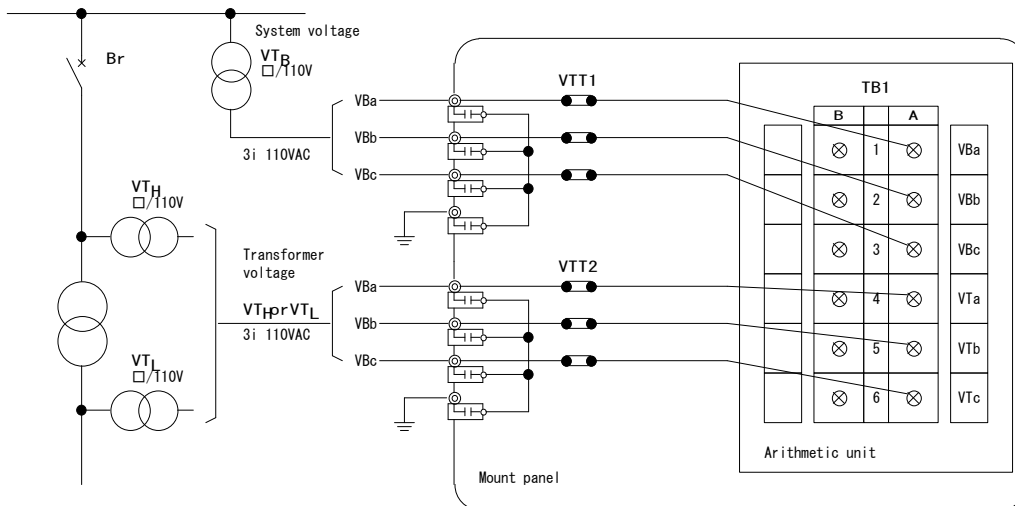 System voltage
Br
VTB
□/110V
VTT1
TB1
B A
VBa
VBb
VBc
3i 110VAC
1 VBa
2 VBb
3 VBc
4 VTa
5 VTb
6 VTc
VTH
□/110V
Transformer
voltage
VTHorVTL
3i 110VAC
VTT2
VBa
VBb
VBc
VTL
□/110V
Arithmetic unit
Mount panel